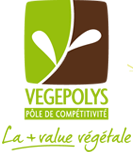 VEGEPOLYS
PÔLE DE COMPÉTITIVITÉ
La + value végétale